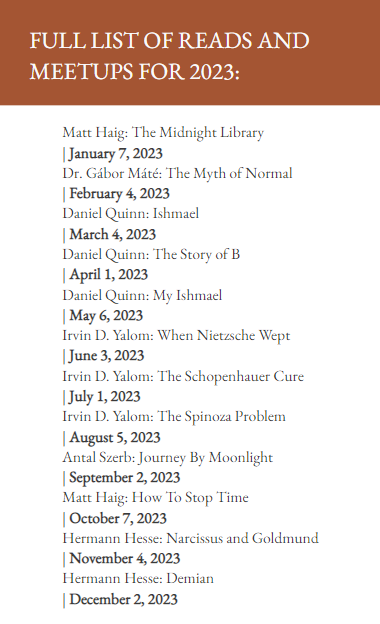 FULL LIST OF READS AND
MEETUPS FOR 2023:
Matt Haig: The Midnight Library
| January 7, 2023
Dr. Gábor Máté: The Myth of Normal
| February 4, 2023
Daniel Quinn: Ishmael
| March 4, 2023
Daniel Quinn: The Story of B
| April 1, 2023
Daniel Quinn: My Ishmael
| May 6, 2023
Irvin D. Yalom: When Nietzsche Wept
| June 3, 2023
Irvin D. Yalom: The Schopenhauer Cure
| July 1, 2023
Irvin D. Yalom: The Spinoza Problem
| August 5, 2023
Antal Szerb: Journey By Moonlight
| September 2, 2023
Matt Haig: How To Stop Time
| October 7, 2023
Hermann Hesse: Narcissus and Goldmund
| November 4, 2023
Hermann Hesse: Demian
| December 2, 2023